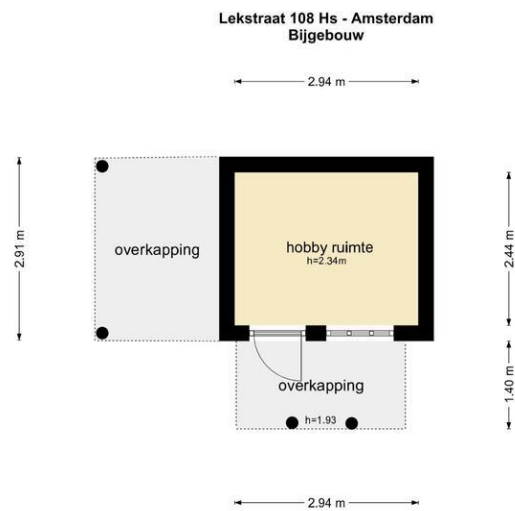 Lekstraat 108 Hs - Amsterdam
Bijgebouw
2.94 m
2.91 m
overkapping
hobby ruimte
h=2.34m
2.44 m
overkapping
h=1.93
1.40 m
2.94 m